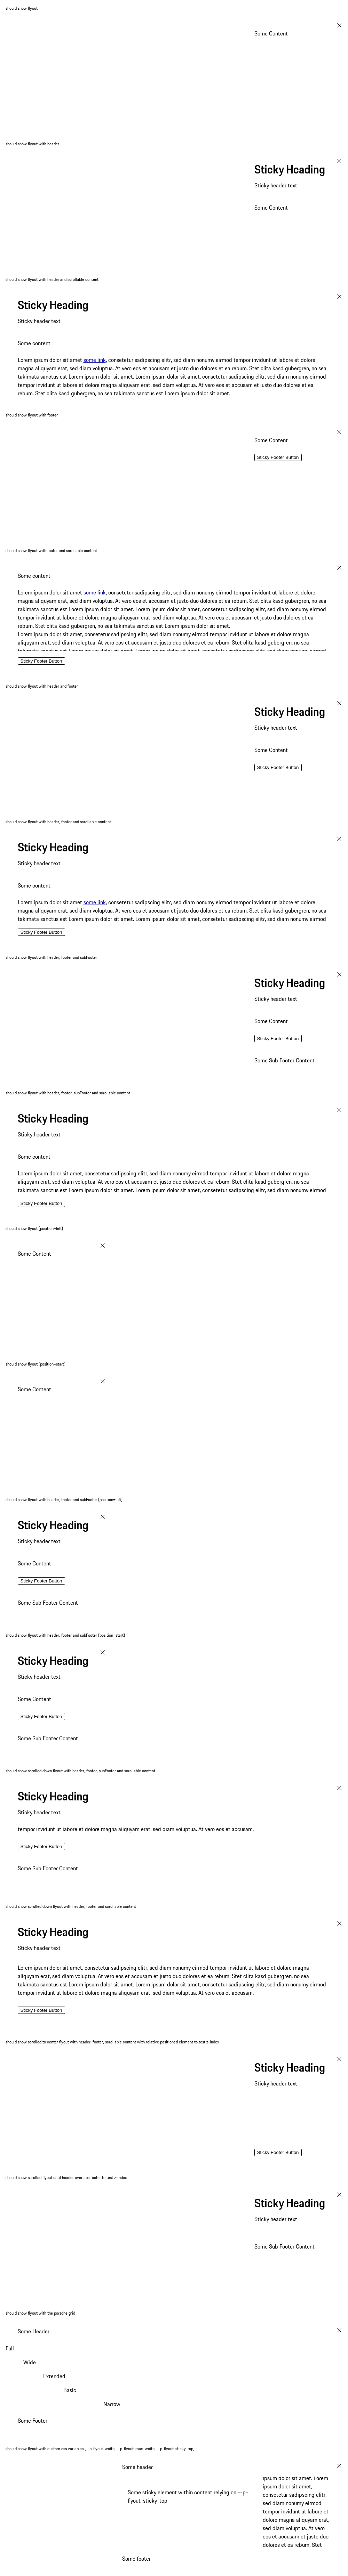 should show flyout
Some Content
should show flyout with header
Sticky Heading
Sticky header text
Some Content
should show flyout with header and scrollable content
Sticky Heading
Sticky header text
Some content
Lorem ipsum dolor sit amet some link, consetetur sadipscing elitr, sed diam nonumy eirmod tempor invidunt ut labore et dolore
magna aliquyam erat, sed diam voluptua. At vero eos et accusam et justo duo dolores et ea rebum. Stet clita kasd gubergren, no sea
takimata sanctus est Lorem ipsum dolor sit amet. Lorem ipsum dolor sit amet, consetetur sadipscing elitr, sed diam nonumy eirmod
tempor invidunt ut labore et dolore magna aliquyam erat, sed diam voluptua. At vero eos et accusam et justo duo dolores et ea
rebum. Stet clita kasd gubergren, no sea takimata sanctus est Lorem ipsum dolor sit amet.
should show flyout with footer
Some Content
Sticky Footer Button
should show flyout with footer and scrollable content
Some content
Lorem ipsum dolor sit amet some link, consetetur sadipscing elitr, sed diam nonumy eirmod tempor invidunt ut labore et dolore
magna aliquyam erat, sed diam voluptua. At vero eos et accusam et justo duo dolores et ea rebum. Stet clita kasd gubergren, no sea
takimata sanctus est Lorem ipsum dolor sit amet. Lorem ipsum dolor sit amet, consetetur sadipscing elitr, sed diam nonumy eirmod
tempor invidunt ut labore et dolore magna aliquyam erat, sed diam voluptua. At vero eos et accusam et justo duo dolores et ea
rebum. Stet clita kasd gubergren, no sea takimata sanctus est Lorem ipsum dolor sit amet.
Lorem ipsum dolor sit amet, consetetur sadipscing elitr, sed diam nonumy eirmod tempor invidunt ut labore et dolore magna
aliquyam erat, sed diam voluptua. At vero eos et accusam et justo duo dolores et ea rebum. Stet clita kasd gubergren, no sea
takimata sanctus est Lorem ipsum dolor sit amet. Lorem ipsum dolor sit amet, consetetur sadipscing elitr, sed diam nonumy eirmod
Sticky Footer Button
should show flyout with header and footer
Sticky Heading
Sticky header text
Some Content
Sticky Footer Button
should show flyout with header, footer and scrollable content
Sticky Heading
Sticky header text
Some content
Lorem ipsum dolor sit amet some link, consetetur sadipscing elitr, sed diam nonumy eirmod tempor invidunt ut labore et dolore
magna aliquyam erat, sed diam voluptua. At vero eos et accusam et justo duo dolores et ea rebum. Stet clita kasd gubergren, no sea
takimata sanctus est Lorem ipsum dolor sit amet. Lorem ipsum dolor sit amet, consetetur sadipscing elitr, sed diam nonumy eirmod
Sticky Footer Button
should show flyout with header, footer and subFooter
Sticky Heading
Sticky header text
Some Content
Sticky Footer Button
Some Sub Footer Content
should show flyout with header, footer, subFooter and scrollable content
Sticky Heading
Sticky header text
Some content
Lorem ipsum dolor sit amet, consetetur sadipscing elitr, sed diam nonumy eirmod tempor invidunt ut labore et dolore magna
aliquyam erat, sed diam voluptua. At vero eos et accusam et justo duo dolores et ea rebum. Stet clita kasd gubergren, no sea
takimata sanctus est Lorem ipsum dolor sit amet. Lorem ipsum dolor sit amet, consetetur sadipscing elitr, sed diam nonumy eirmod
Sticky Footer Button
should show flyout (position=left)
Some Content
should show flyout (position=start)
Some Content
should show flyout with header, footer and subFooter (position=left)
Sticky Heading
Sticky header text
Some Content
Sticky Footer Button
Some Sub Footer Content
should show flyout with header, footer and subFooter (position=start)
Sticky Heading
Sticky header text
Some Content
Sticky Footer Button
Some Sub Footer Content
should show scrolled down flyout with header, footer, subFooter and scrollable content
Sticky Heading
Sticky header text
tempor invidunt ut labore et dolore magna aliquyam erat, sed diam voluptua. At vero eos et accusam.
Sticky Footer Button
Some Sub Footer Content
should show scrolled down flyout with header, footer and scrollable content
Sticky Heading
Sticky header text
Lorem ipsum dolor sit amet, consetetur sadipscing elitr, sed diam nonumy eirmod tempor invidunt ut labore et dolore magna
aliquyam erat, sed diam voluptua. At vero eos et accusam et justo duo dolores et ea rebum. Stet clita kasd gubergren, no sea
takimata sanctus est Lorem ipsum dolor sit amet. Lorem ipsum dolor sit amet, consetetur sadipscing elitr, sed diam nonumy eirmod
tempor invidunt ut labore et dolore magna aliquyam erat, sed diam voluptua. At vero eos et accusam.
Sticky Footer Button
should show scrolled to center flyout with header, footer, scrollable content with relative positioned element to test z-index
Sticky Heading
Sticky header text
Sticky Footer Button
should show scrolled flyout until header overlaps footer to test z-index
Sticky Heading
Sticky header text
Some Sub Footer Content
should show flyout with the porsche grid
Some Header
Full
Wide
Extended
Basic
Narrow
Some Footer
should show flyout with custom css variables (--p-flyout-width, --p-flyout-max-width, --p-flyout-sticky-top)
Some header
Some sticky element within content relying on --p-
flyout-sticky-top
ipsum dolor sit amet. Lorem
ipsum dolor sit amet,
consetetur sadipscing elitr,
sed diam nonumy eirmod
tempor invidunt ut labore et
dolore magna aliquyam erat,
sed diam voluptua. At vero
eos et accusam et justo duo
dolores et ea rebum. Stet
Some footer